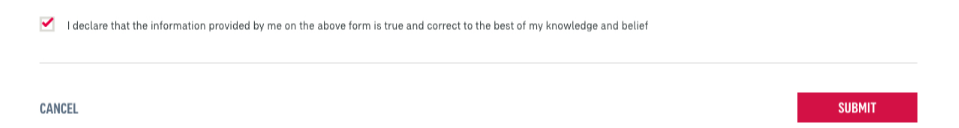 I declare that the information provided by me on the above form is true and correct to the best of my knowledge and belief
CANCEL
SUBMIT